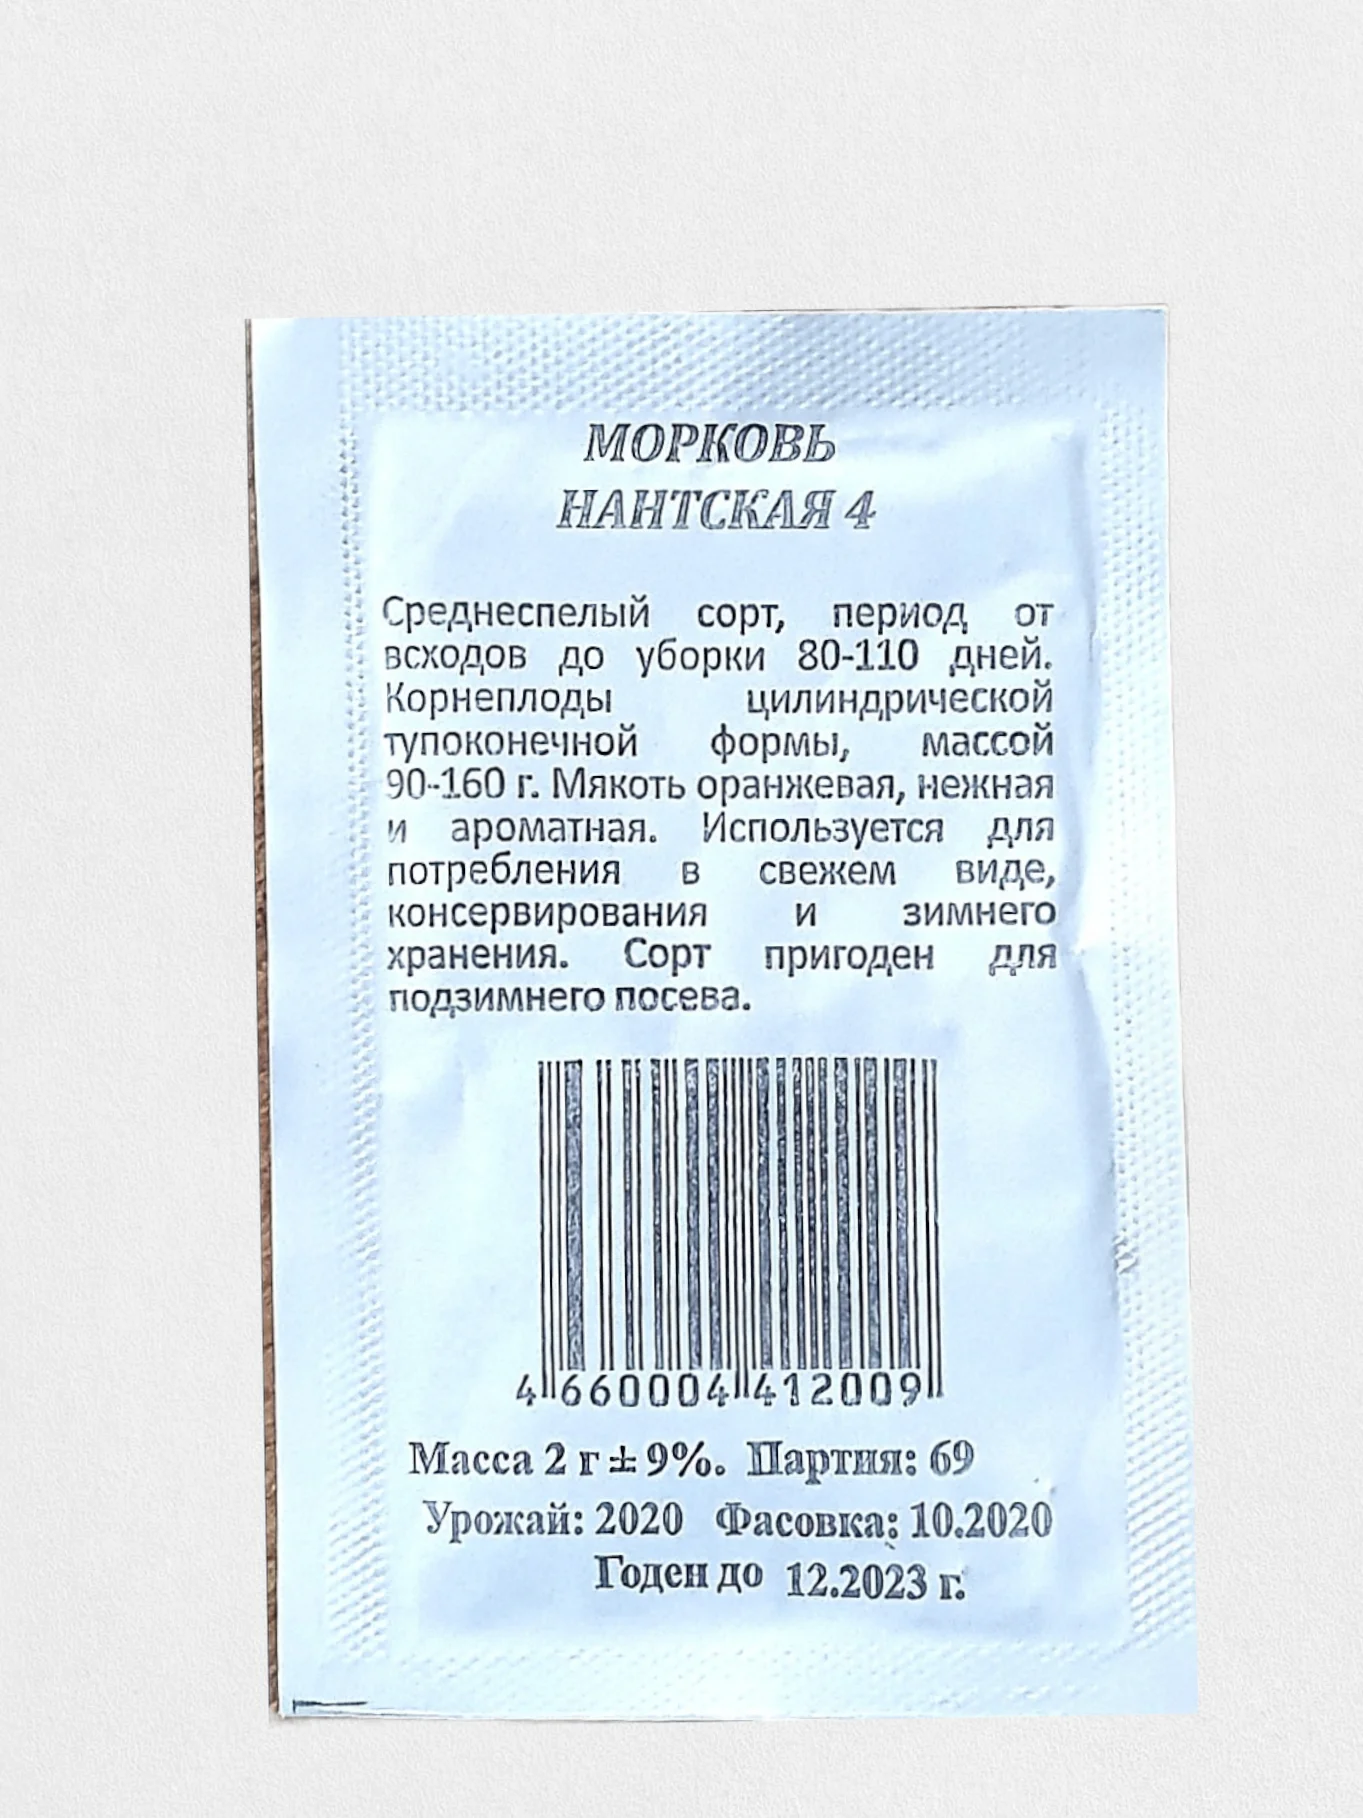 МОРКОВЬ
НАНТСКАЯ 4
Среднеспелый сорт, период от
всходов до уборки 80-110 дней.
Корнеплоды цилиндрической
тупоконечной формы, массой
90-160 г. Мякоть оранжевая, нежная
и ароматная. Используется для
потребления в свежем виде,
консервирования и зимнего
хранения. Сорт пригоден для
подзимнего посева.
4 660004 412009
Масса 2 г ± 9%. Партия: 69
Урожай: 2020 Фасовка: 10.2020
Годен до 12.2023 г.